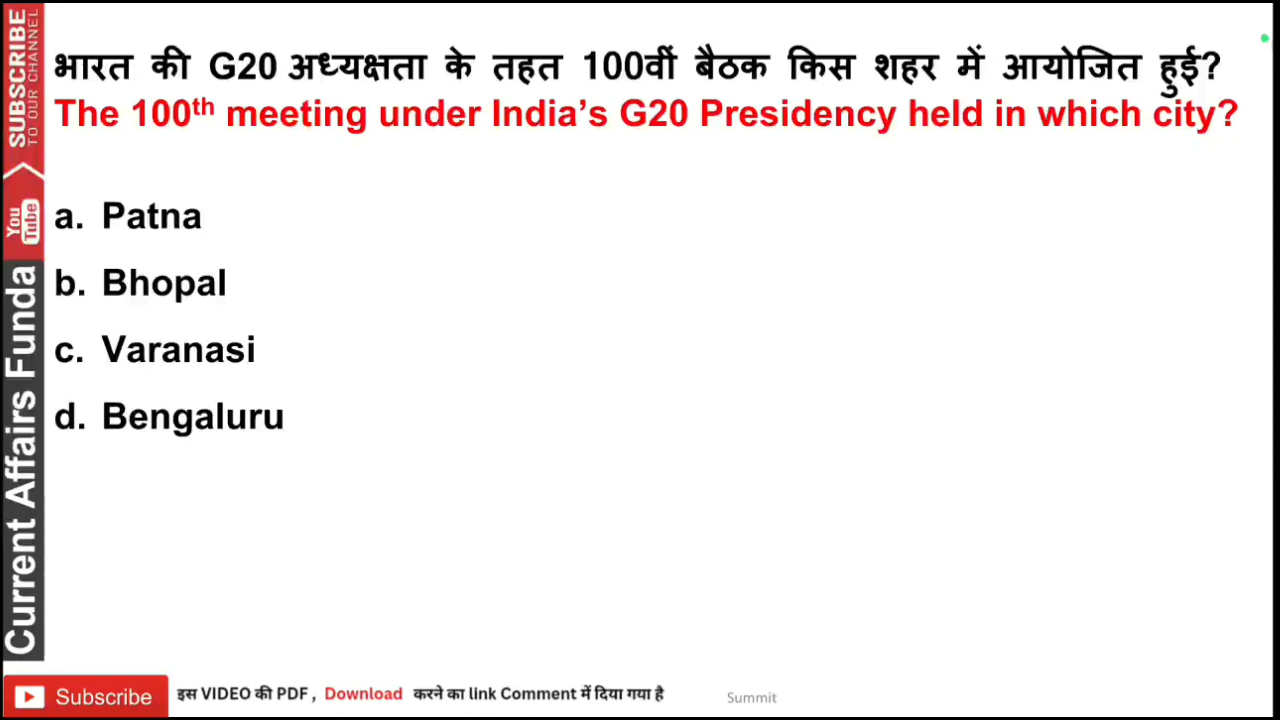 भारत की G20 अध्यक्षता के तहत 100वीं बैठक किस शहर में आयोजित हुई?
The 100th meeting under India's G20 Presidency held in which city?
a. Patna
b. Bhopal
c. Varanasi
d. Bengaluru
SUBSCRIBE
TO OUR CHANNEL
You
Tube
Current Affairs Funda
Subscribe
इस VIDEO की PDF , Download करने का link Comment में दिया गया है
Summit